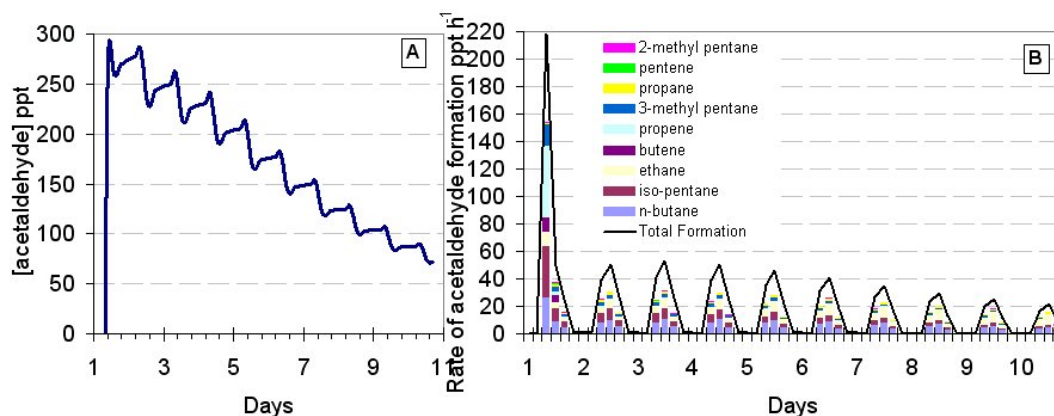 [acetaldehyde] ppt
300
250
200
150
100
50
0
A
1
3
5
7
9
11
Days
Rate of acetaldehyde formation ppt h-1
220
200
180
160
140
120
100
80
60
40
20
0
B
2-methyl pentane
pentene
propane
3-methyl pentane
propene
butene
ethane
iso-pentane
n-butane
Total Formation
1
2
3
4
5
6
7
8
9
10
Days